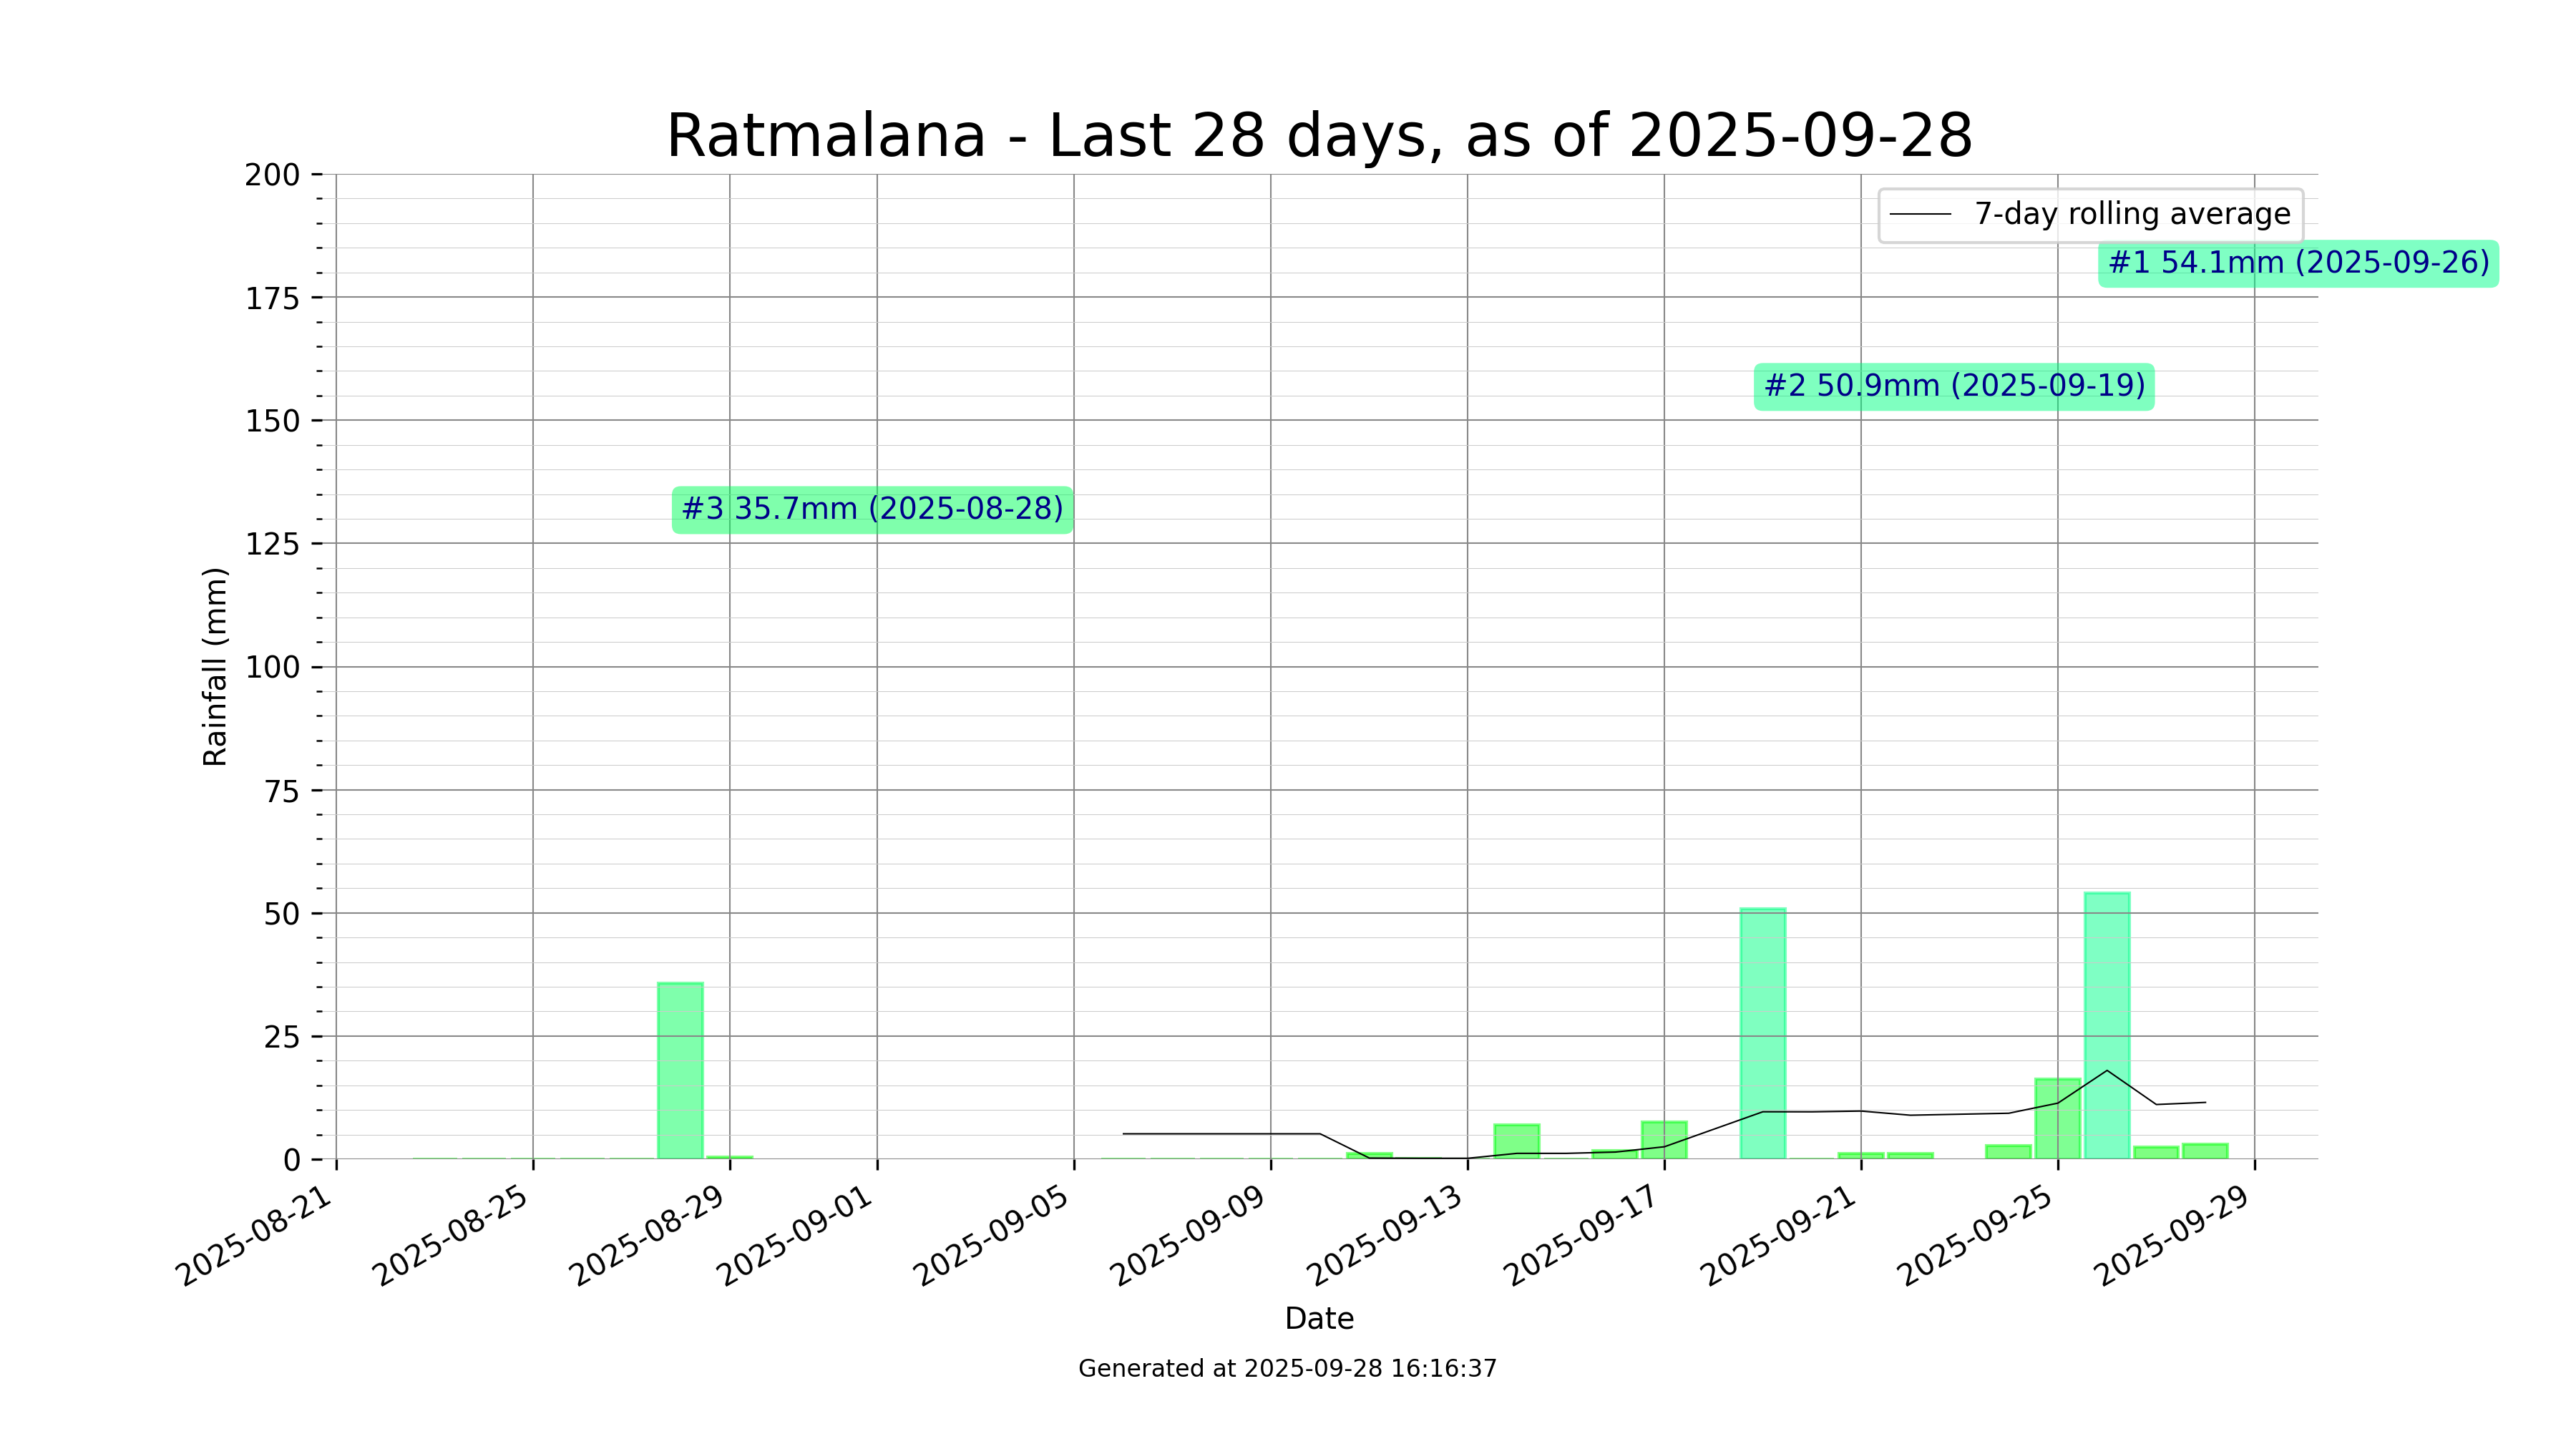 Ratmalana - Last 28 days, as of 2025-09-28
200
175
150
125
100
75
50
25
0
Rainfall (mm)
7-day rolling average
#1 54.1mm (2025-09-26)
#2 50.9mm (2025-09-19)
#3 35.7mm (2025-08-28)
2025-08-21
2025-08-25
2025-08-29
2025-09-01
2025-09-05
2025-09-09
2025-09-13
2025-09-17
2025-09-21
2025-09-25
2025-09-29
Date
Generated at 2025-09-28 16:16:37